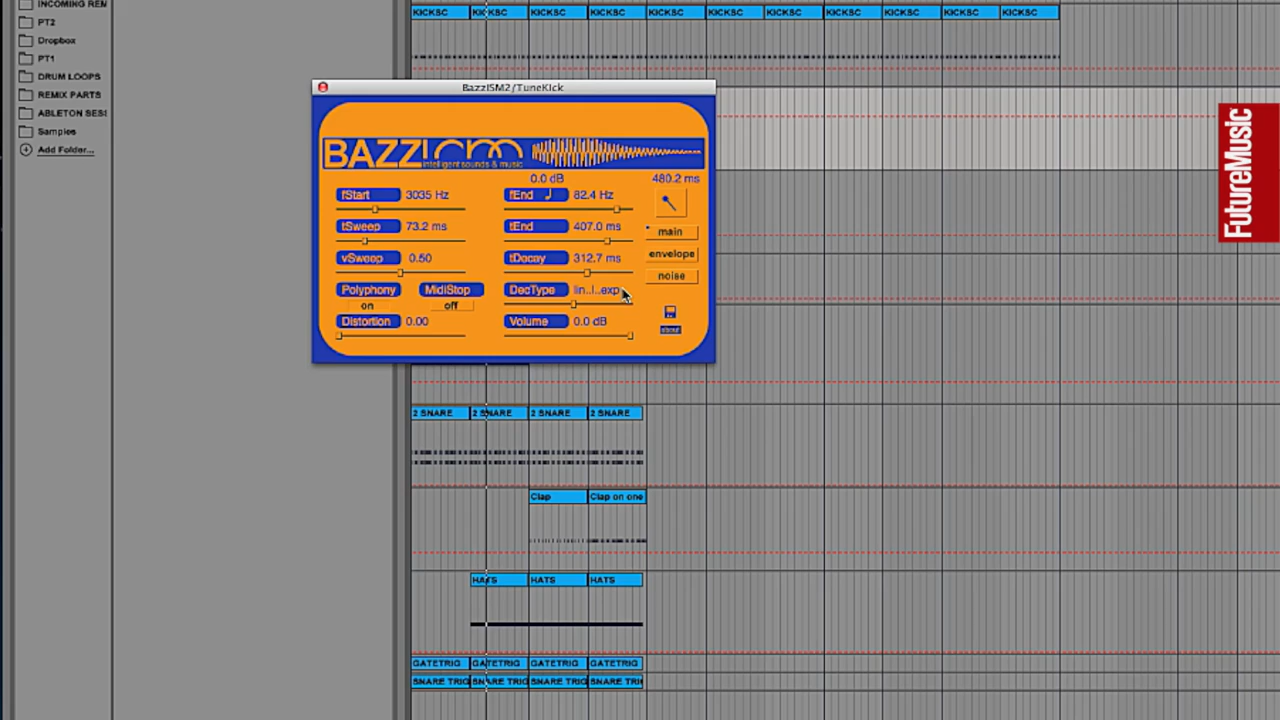 INCOMING REM
PT2
Dropbox
PT1
DRUM LOOPS
REMIX PARTS
ABLETON SES
Samples
Add Folder...
KICKSC KICKSC KICKSC KICKSC KICKSC KICKSC KICKSC KICKSC KICKSC KICKSC KICKSC
BazzISM2/TuneKick
BAZZISM
intelligent sounds & music
0.0 dB 480.2 ms
fStart 3035 Hz fEnd 82.4 Hz
tSweep 73.2 ms tEnd 407.0 ms
main
vSweep 0.50 tDecay 312.7 ms
envelope
noise
Polyphony MidiStop DecType lin..l..exp
on off
Distortion 0.00 Volume 0.0 dB
about
FutureMusic
2 SNARE 2 SNARE 2 SNARE 2 SNARE
Clap Clap on one
HATS HATS HATS
GATETRIG GATETRIG GATETRIG GATETRIG
SNARE TRIG SNARE TRIG SNARE TRIG SNARE TRI